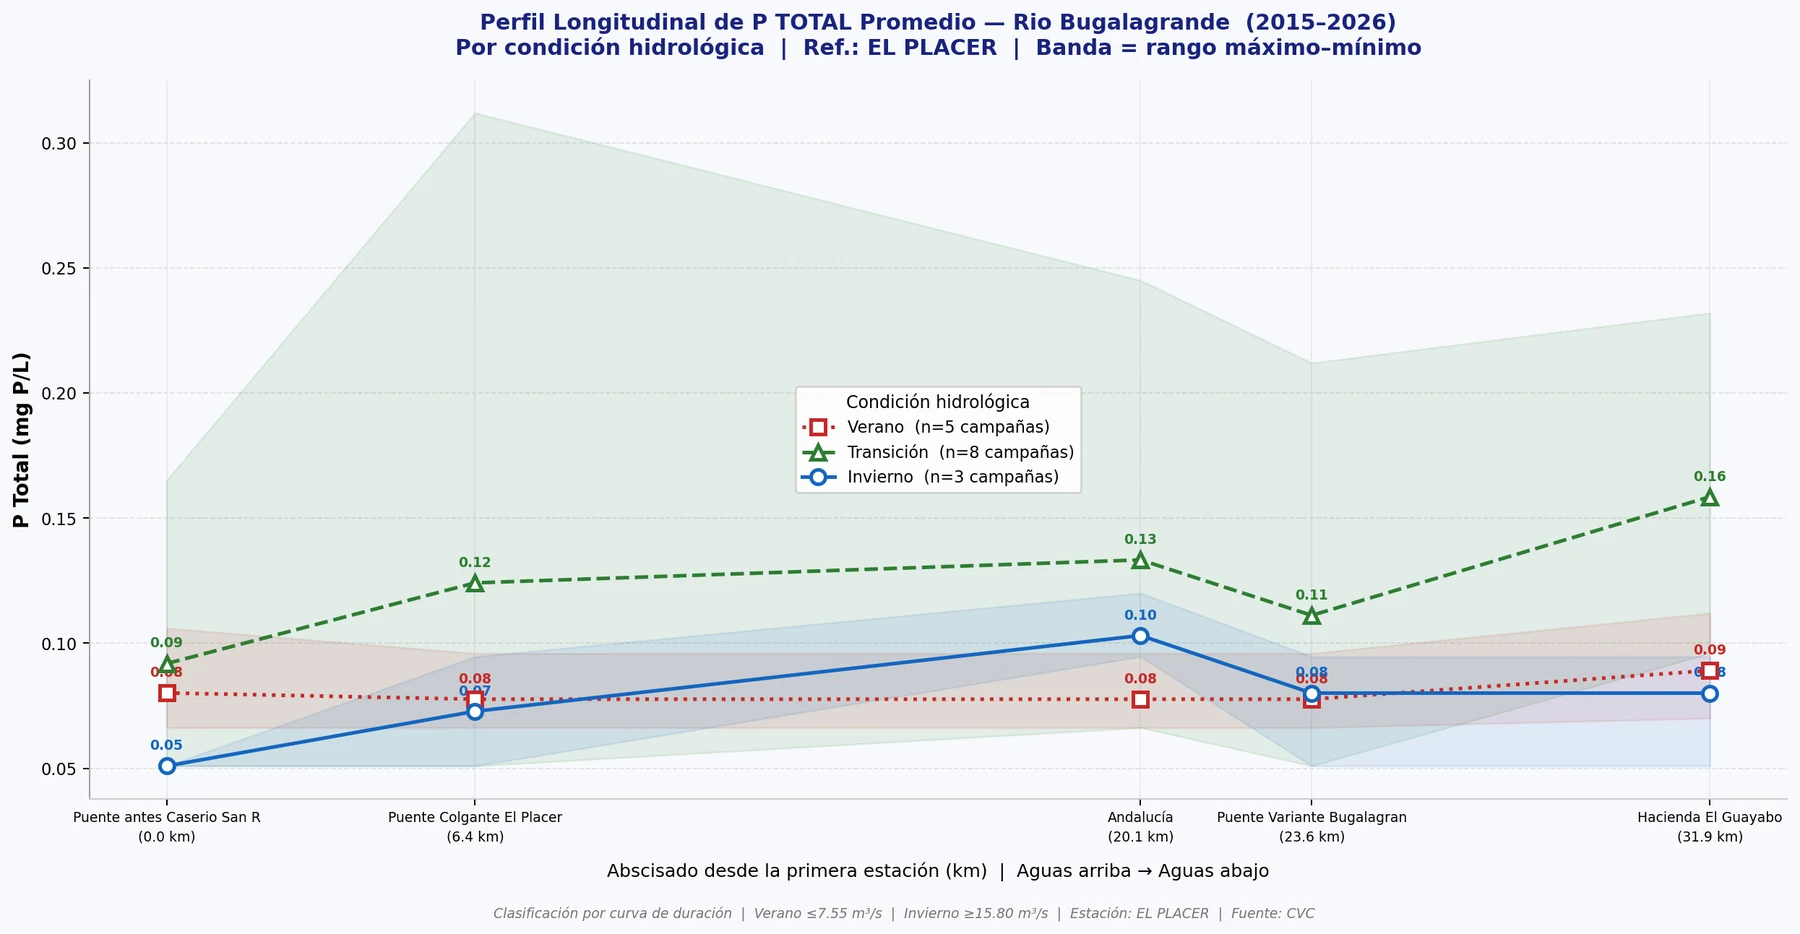 Perfil Longitudinal de P TOTAL Promedio — Rio Bugalagrande  (2015–2026)
Por condición hidrológica  |  Ref.: EL PLACER  |  Banda = rango máximo–mínimo
P Total (mg P/L)
0.30
0.25
0.20
0.15
0.10
0.05
Condición hidrológica
Verano  (n=5 campañas)
Transición  (n=8 campañas)
Invierno  (n=3 campañas)
0.09
0.12
0.13
0.11
0.16
0.08
0.08
0.08
0.08
0.09
0.05
0.07
0.10
0.08
Puente antes Caserio San R
(0.0 km)
Puente Colgante El Placer
(6.4 km)
Andalucía
(20.1 km)
Puente Variante Bugalagran
(23.6 km)
Hacienda El Guayabo
(31.9 km)
Abscisado desde la primera estación (km)  |  Aguas arriba → Aguas abajo
Clasificación por curva de duración  |  Verano ≤7.55 m³/s  |  Invierno ≥15.80 m³/s  |  Estación: EL PLACER  |  Fuente: CVC